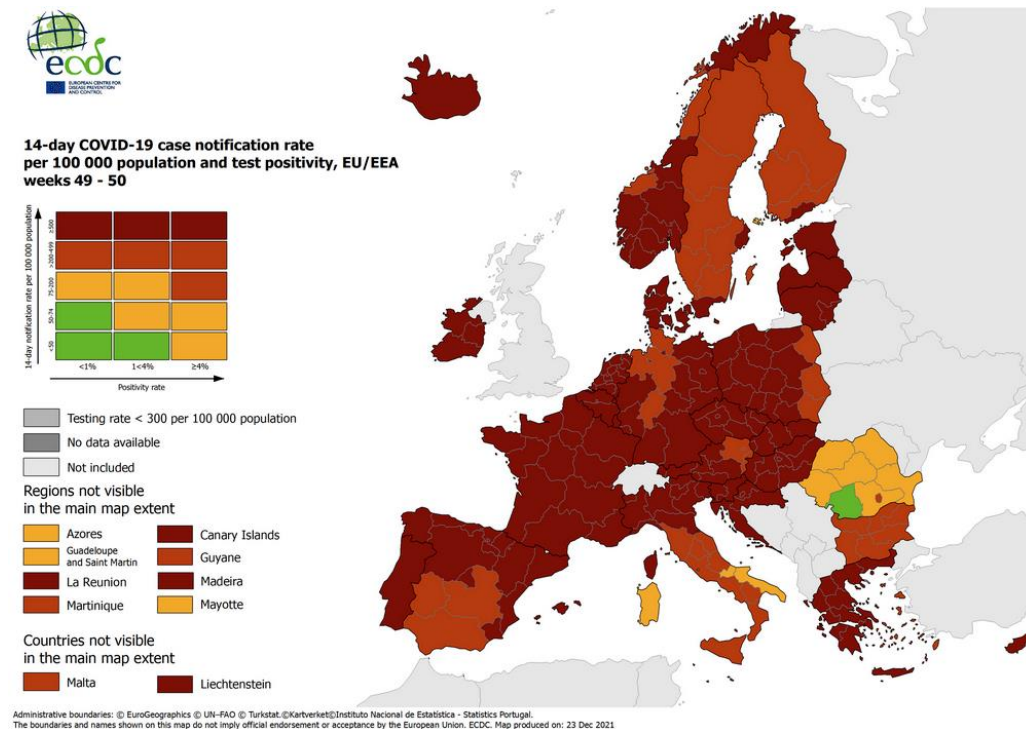 ecdc
EUROPEAN CENTRE FOR
DISEASE PREVENTION
AND CONTROL
14-day COVID-19 case notification rate
per 100 000 population and test positivity, EU/EEA
weeks 49 - 50
14-day notification rate per 100 000 population
≥500
>200-499
75-200
50-74
<50
<1%
1<4%
≥4%
Positivity rate
Testing rate < 300 per 100 000 population
No data available
Not included
Regions not visible
in the main map extent
Azores
Canary Islands
Guadeloupe
and Saint Martin
Guyane
La Reunion
Madeira
Martinique
Mayotte
Countries not visible
in the main map extent
Malta
Liechtenstein
Administrative boundaries: © EuroGeographics © UN-FAO © Turkstat.©Kartverket©Instituto Nacional de Estatística - Statistics Portugal.
The boundaries and names shown on this map do not imply official endorsement or acceptance by the European Union. ECDC. Map produced on: 23 Dec 2021